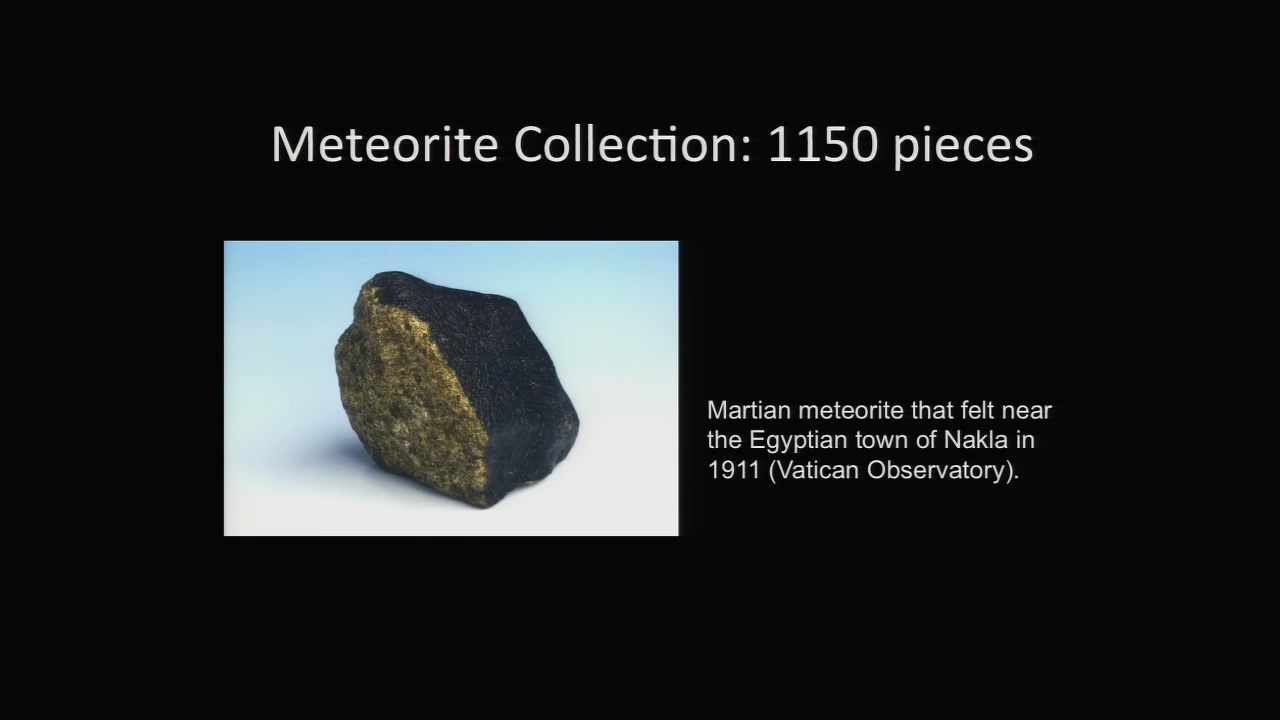 Meteorite Collection: 1150 pieces
Martian meteorite that felt near
the Egyptian town of Nakla in
1911 (Vatican Observatory).